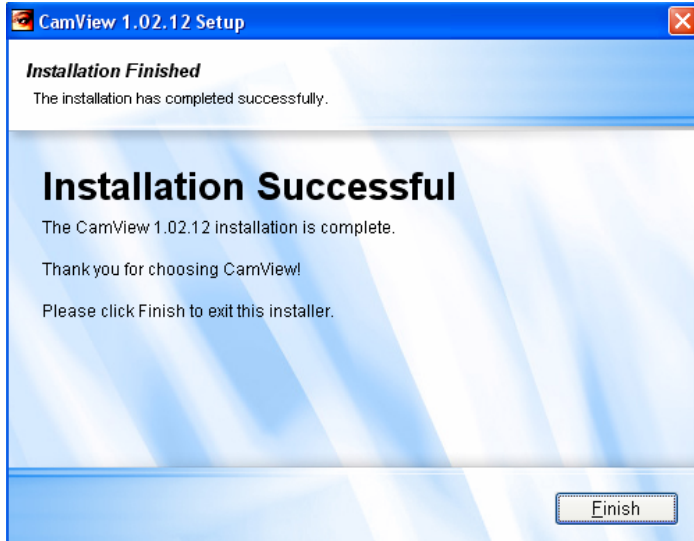 CamView 1.02.12 Setup
Installation Finished
The installation has completed successfully.
Installation Successful
The CamView 1.02.12 installation is complete.
Thank you for choosing CamView!
Please click Finish to exit this installer.
Finish